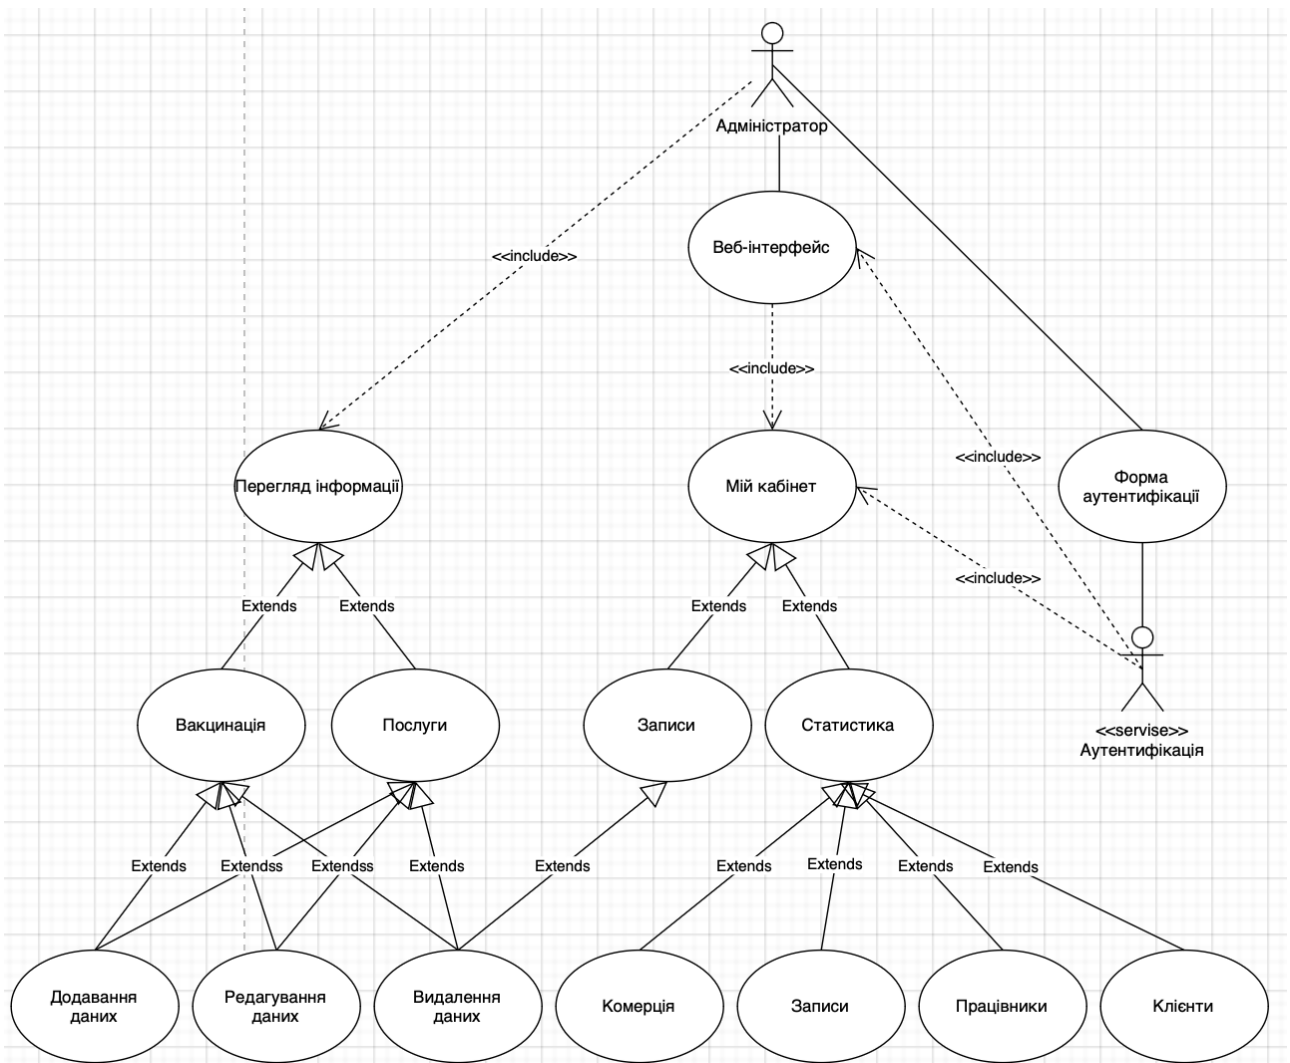 Адміністратор
Веб-інтерфейс
<<include>>
<<include>>
<<include>>
Перегляд інформації
Мій кабінет
Форма
аутентифікації
<<include>>
Extends
Extends
Extends
Extends
Вакцинація
Послуги
Записи
Статистика
<<servise>>
Аутентифікація
Extends
Extendss
Extendss
Extends
Extends
Extends
Extends
Extends
Extends
Додавання
даних
Редагування
даних
Видалення
даних
Комерція
Записи
Працівники
Клієнти